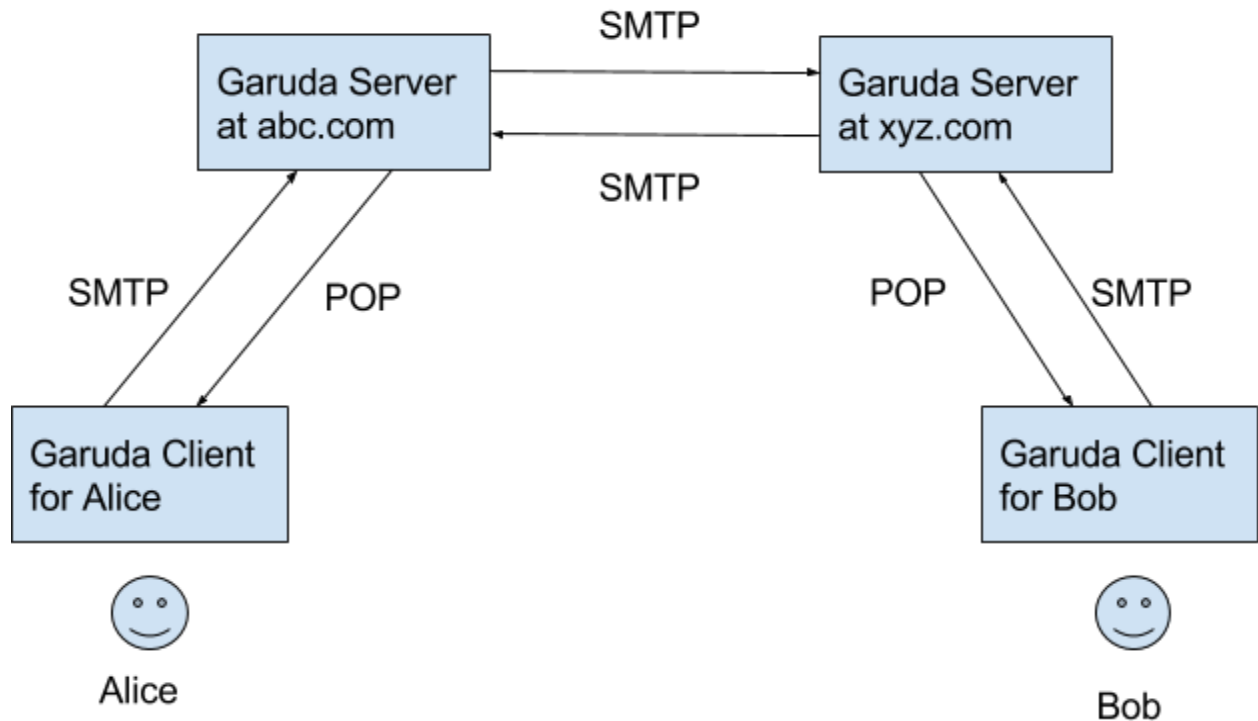 SMTP
Garuda Server
at abc.com
Garuda Server
at xyz.com
SMTP
SMTP
POP
POP
SMTP
Garuda Client
for Alice
Garuda Client
for Bob
Alice
Bob